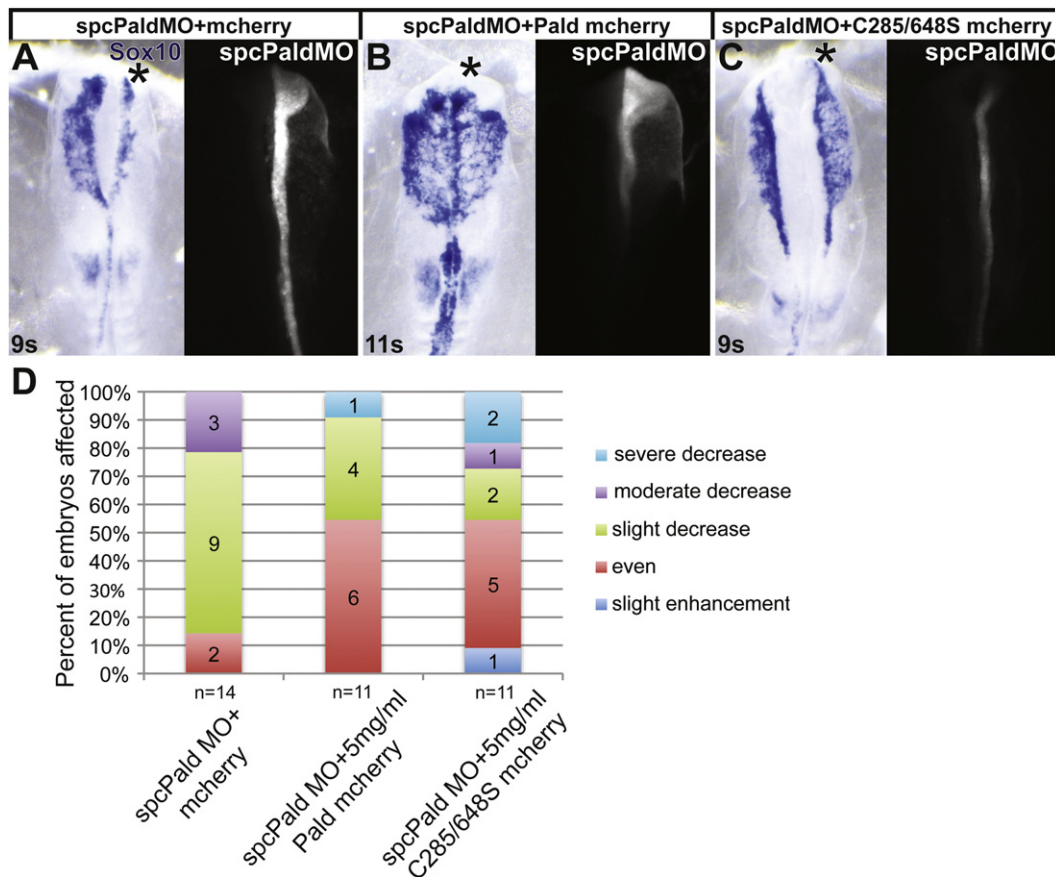 spcPaldMO+mcherry
spcPaldMO+Pald mcherry
spcPaldMO+C285/648S mcherry
A
Sox10
*
spcPaldMO
9s
B
*
spcPaldMO
11s
C
*
spcPaldMO
9s
D
Percent of embryos affected
100%
90%
80%
70%
60%
50%
40%
30%
20%
10%
0%
3
9
2
1
4
6
2
1
2
5
1
n=14
n=11
n=11
spcPald MO+
mcherry
spcPald MO+5mg/ml
Pald mcherry
spcPald MO+5mg/ml
C285/648S mcherry
severe decrease
moderate decrease
slight decrease
even
slight enhancement